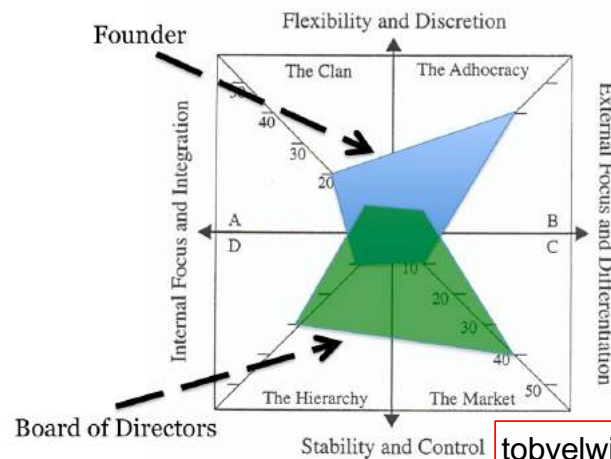 Flexibility and Discretion
Founder
The Clan
The Adhocracy
40
30
20
Internal Focus and Integration
External Focus and Differentiation
A
B
D
C
10
20
30
40
50
The Hierarchy
The Market
Board of Directors
Stability and Control